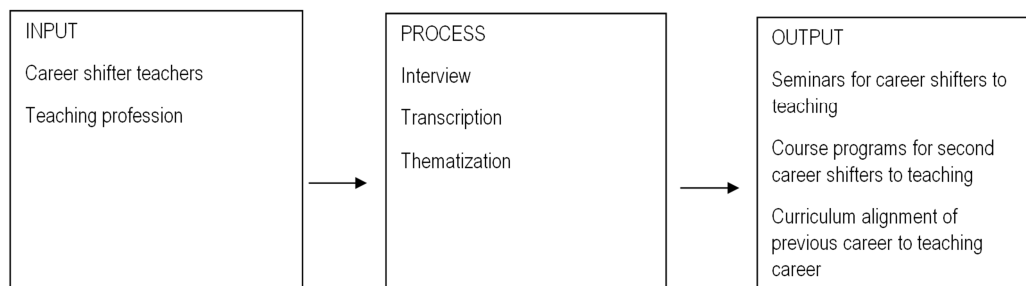 INPUT
Career shifter teachers
Teaching profession
PROCESS
Interview
Transcription
Thematization
OUTPUT
Seminars for career shifters to
teaching
Course programs for second
career shifters to teaching
Curriculum alignment of
previous career to teaching
career